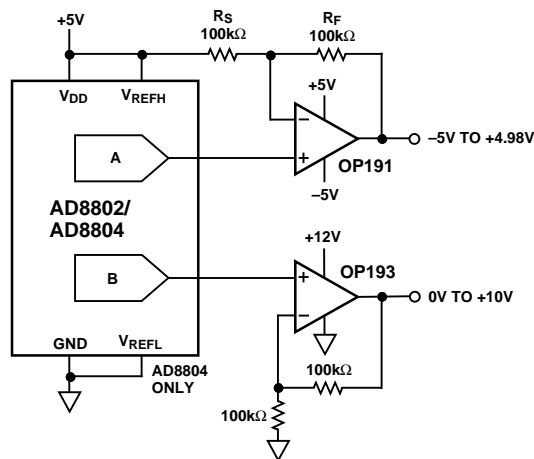 +5V
RS
100kΩ
RF
100kΩ
VDD
VREFH
+5V
−
+
A
–5V TO +4.98V
OP191
–5V
AD8802/
AD8804
+12V
OP193
B
+
−
0V TO +10V
GND
VREFL
AD8804
ONLY
100kΩ
100kΩ